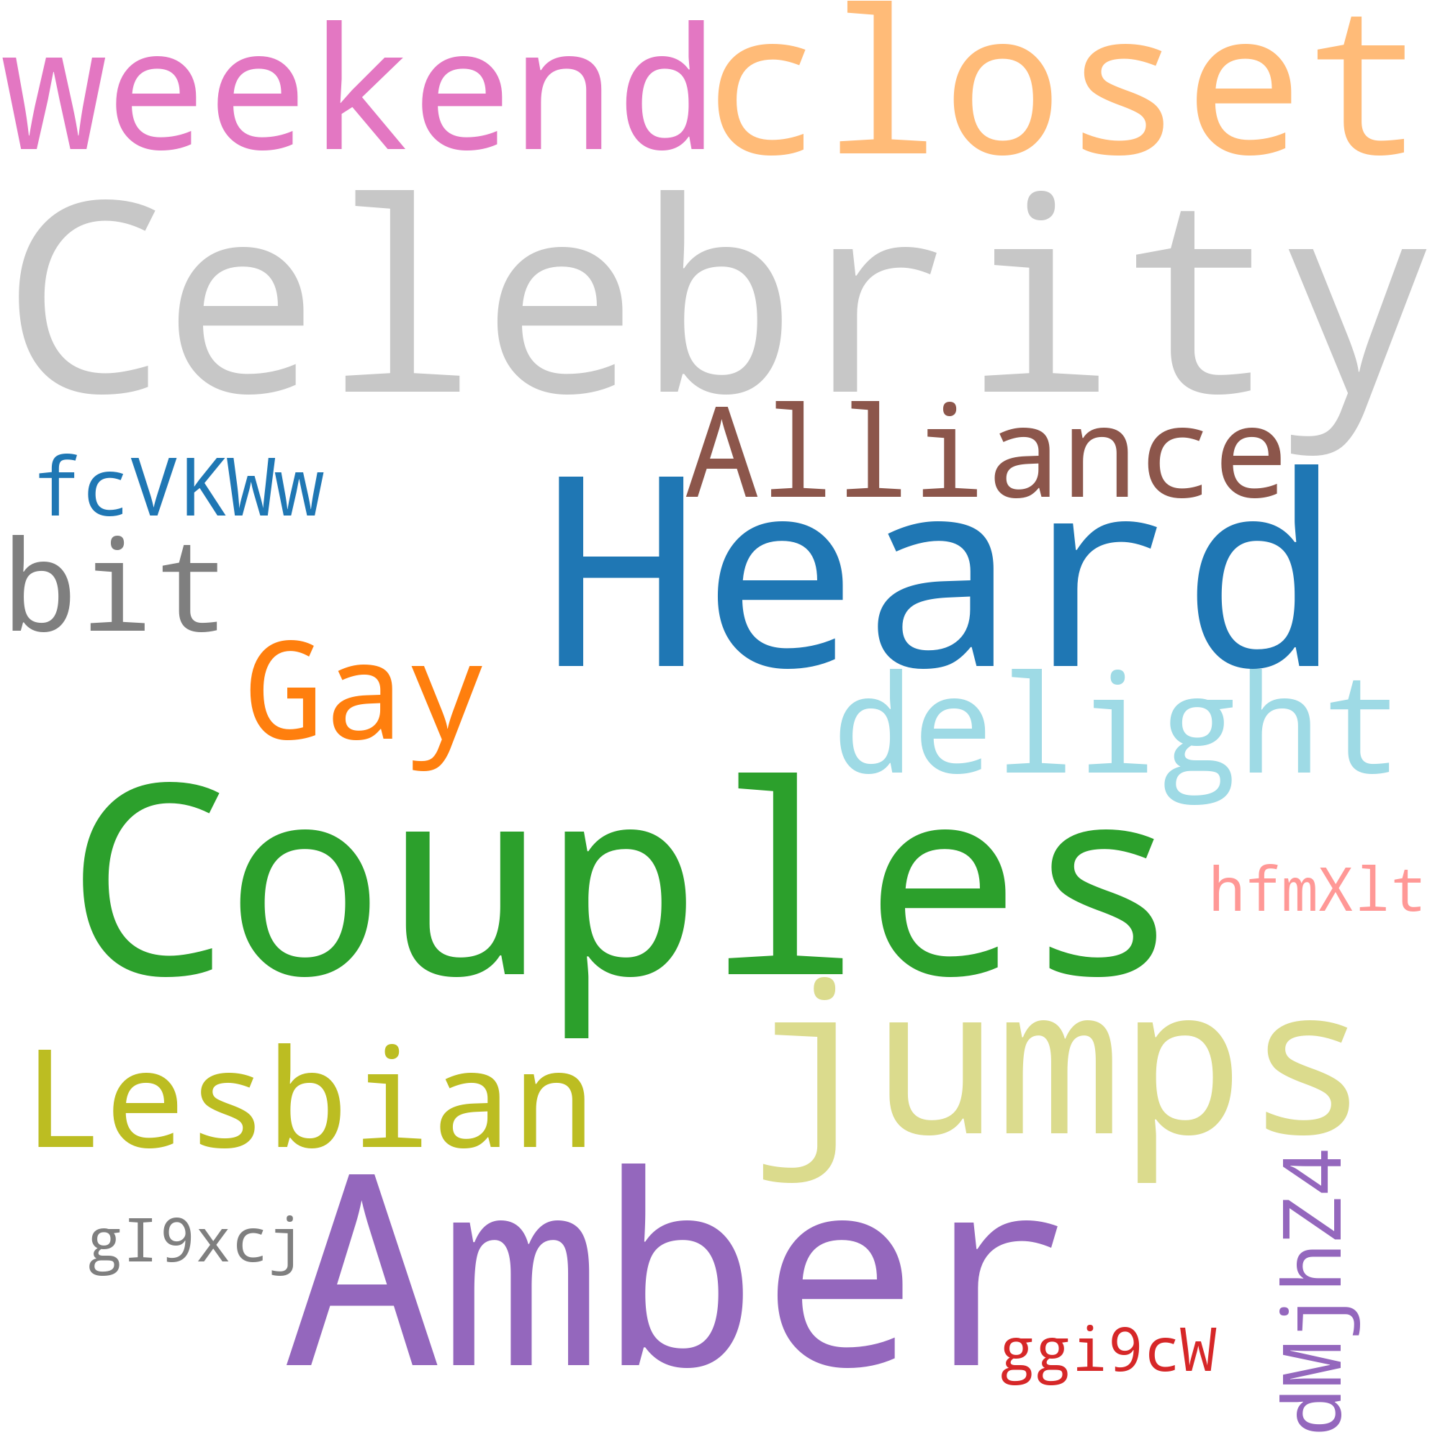 weekend closet
Celebrity
Alliance
fcVKWw
Heard
bit
Gay
delight
Couples
hfmXlt
jumps
Lesbian
dMjhZ4
gI9xcj
Amber
ggi9cW